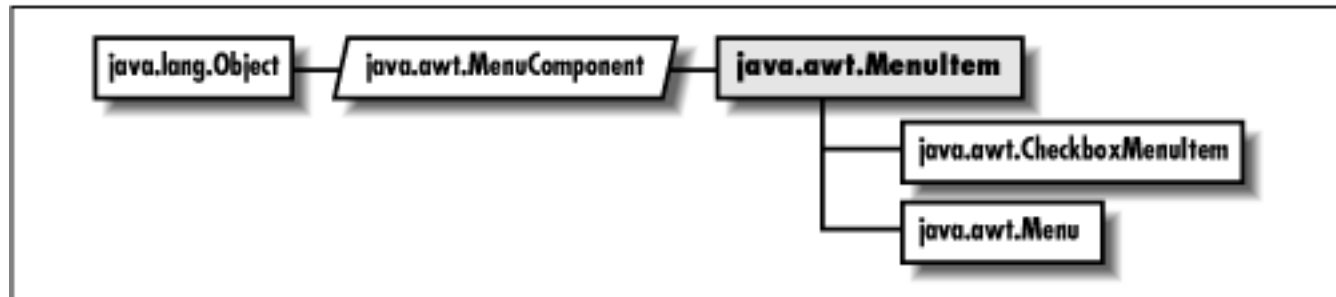 java.lang.Object
java.awt.MenuComponent
java.awt.MenuItem
java.awt.CheckboxMenuItem
java.awt.Menu